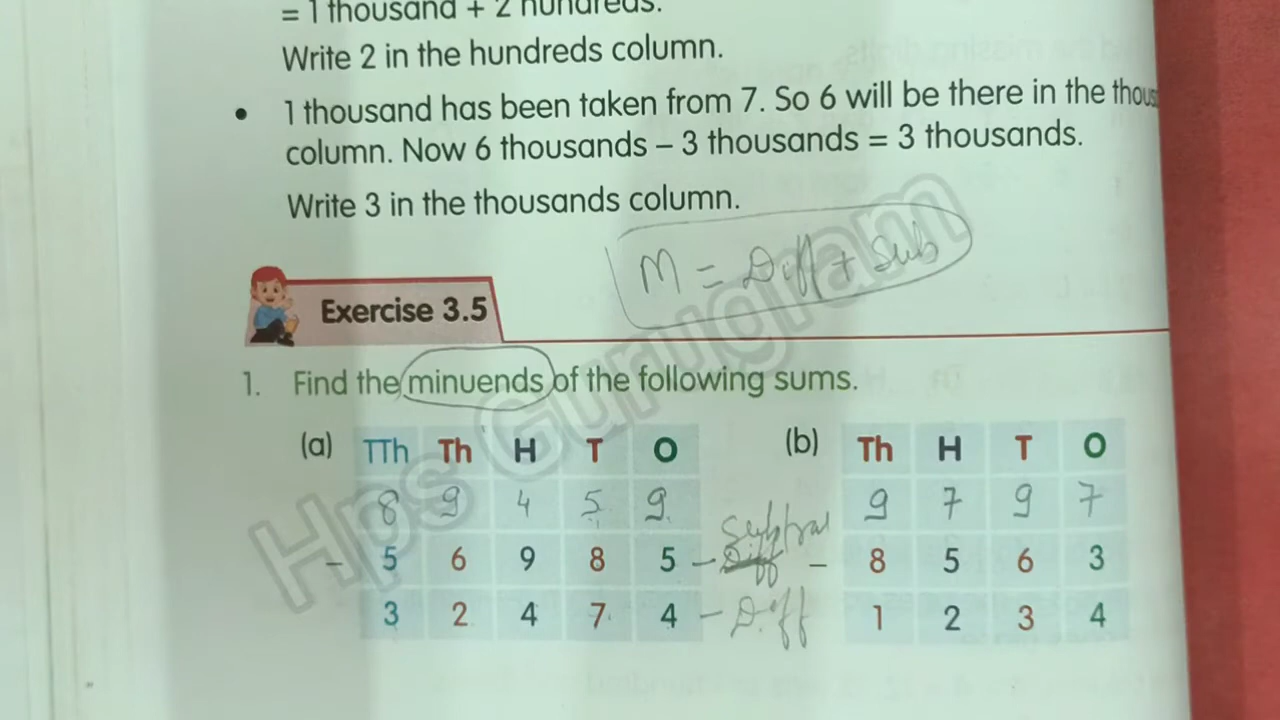 = 1 thousand + 2 hundreds.
Write 2 in the hundreds column.
• 1 thousand has been taken from 7. So 6 will be there in the thous
column. Now 6 thousands – 3 thousands = 3 thousands.
Write 3 in the thousands column.
M = Diff + Sub
Exercise 3.5
1. Find the minuends of the following sums.
(a) TTh Th H T O
8 9 4 5 9
– 5 6 9 8 5 – Subtra
3 2 4 7 4 – Diff
(b) Th H T O
9 7 9 7
– 8 5 6 3
1 2 3 4
Hps Gurugram